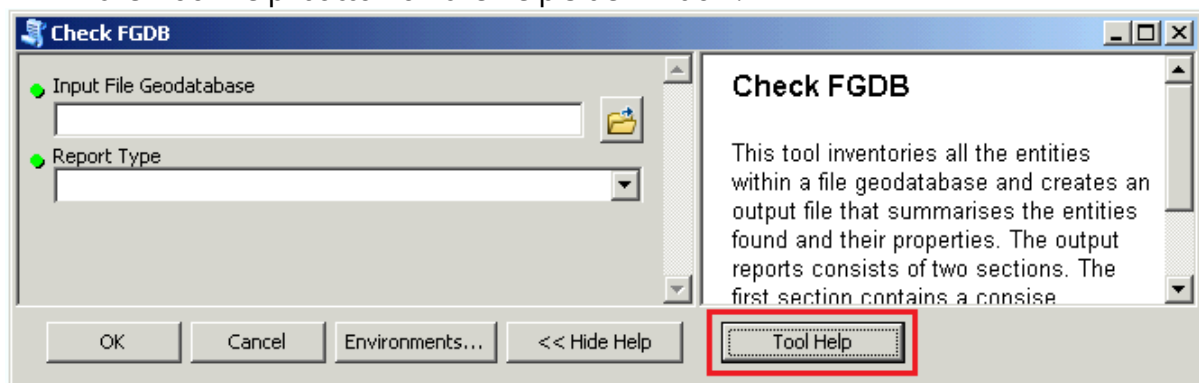 Check FGDB
Input File Geodatabase
Report Type
Check FGDB
This tool inventories all the entities
within a file geodatabase and creates an
output file that summarises the entities
found and their properties. The output
reports consists of two sections. The
first section contains a consise
OK
Cancel
Environments...
<< Hide Help
Tool Help